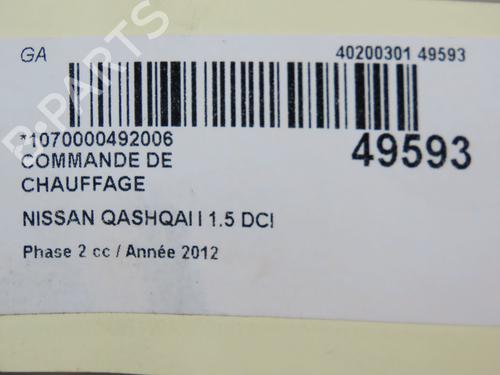 GA
40200301 49593
*1070000492006
49593
COMMANDE DE
CHAUFFAGE
NISSAN QASHQAI I 1.5 DCI
Phase 2 cc / Année 2012
B-PARTS